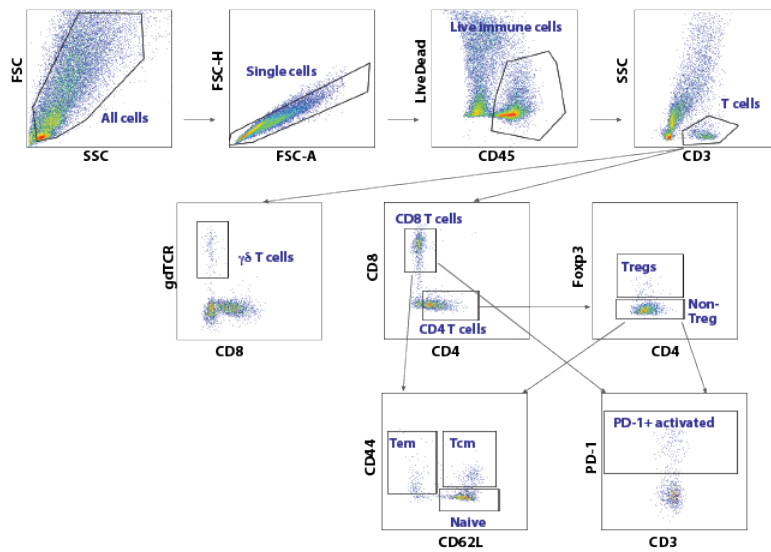 FSC
All cells
SSC
FSC-H
Single cells
FSC-A
LiveDead
Live immune cells
CD45
SSC
T cells
CD3
gdTCR
γδ T cells
CD8
CD8
CD8 T cells
CD4 T cells
CD4
Foxp3
Tregs
Non-
Treg
CD4
CD44
Tem
Tcm
Naive
CD62L
PD-1
PD-1+ activated
CD3